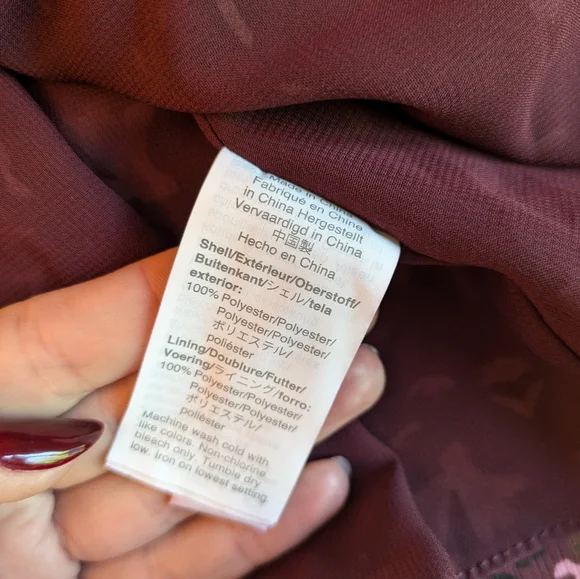 Made in China
Fabriqué en Chine
in China Hergestellt
Vervaardigd in China
中国製
Hecho en China
Shell/Extérieur/Oberstoff/
Buitenkant/シェル/tela
exterior:
100% Polyester/Polyester/
Polyester/Polyester/
ポリエステル/
poliéster
Lining/Doublure/Futter/
Voering/ライニング/forro:
100% Polyester/Polyester/
Polyester/Polyester/
ポリエステル/
poliéster
Machine wash cold with
like colors. Non-chlorine
bleach only. Tumble dry
low. Iron on lowest setting.